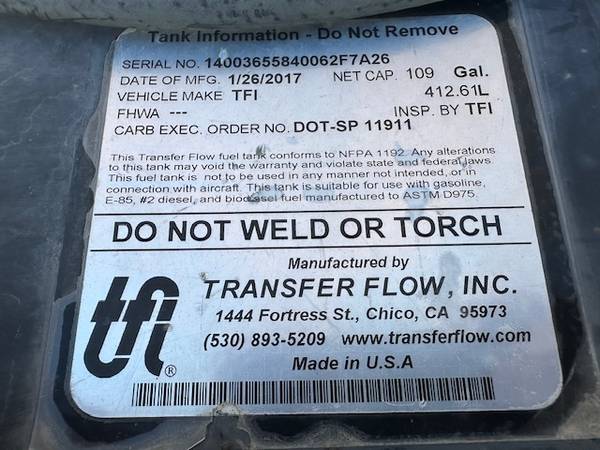 Tank Information - Do Not Remove
SERIAL NO. 14003655840062F7A26
DATE OF MFG. 1/26/2017 NET CAP. 109 Gal.
VEHICLE MAKE TFI 412.61L
FHWA --- INSP. BY TFI
CARB EXEC. ORDER NO. DOT-SP 11911
This Transfer Flow fuel tank conforms to NFPA 1192. Any alterations
to this tank may void the warranty and violate state and federal laws.
This fuel tank is not to be used in any manner not intended, or in
connection with aircraft. This tank is suitable for use with gasoline,
E-85, #2 diesel, and biodiesel fuel manufactured to ASTM D975.
DO NOT WELD OR TORCH
Manufactured by
TRANSFER FLOW, INC.
1444 Fortress St., Chico, CA 95973
(530) 893-5209 www.transferflow.com
Made in U.S.A
tfi®